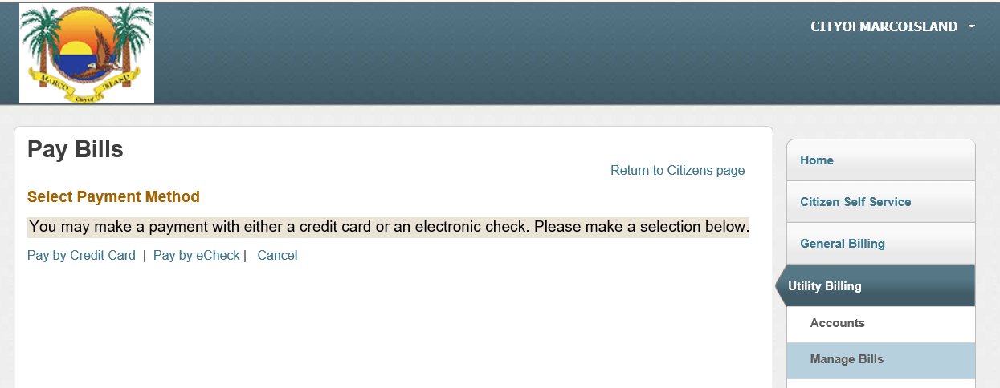 MARCO ISLAND
City of
CITYOFMARCOISLAND
Pay Bills
Return to Citizens page
Select Payment Method
You may make a payment with either a credit card or an electronic check. Please make a selection below.
Pay by Credit Card | Pay by eCheck | Cancel
Home
Citizen Self Service
General Billing
Utility Billing
Accounts
Manage Bills